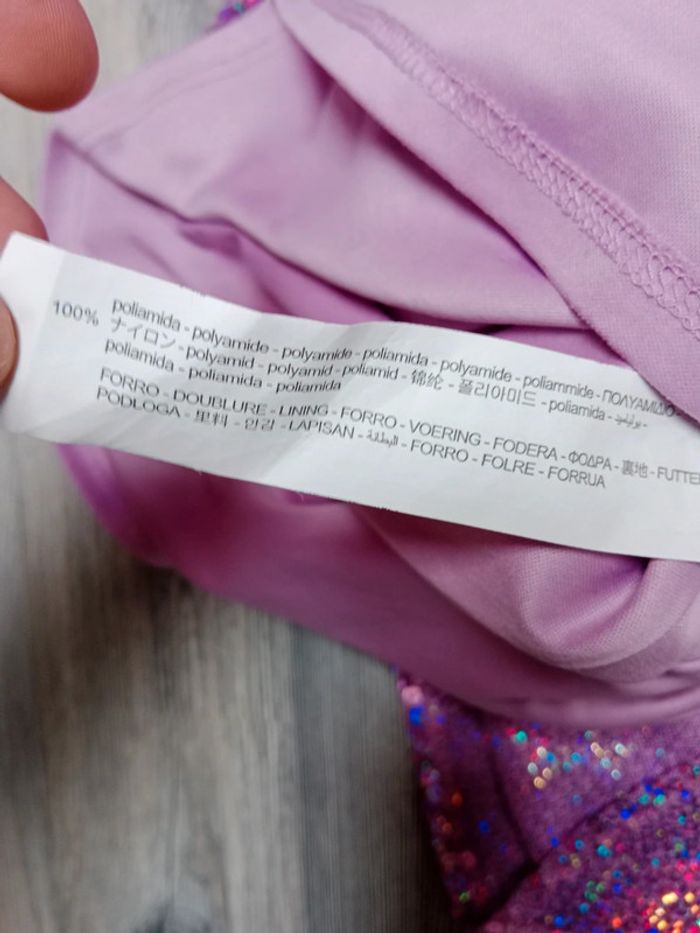 100% poliamida - polyamide - polyamide - poliamida - polyamide - poliammide - ΠΟΛΥΑΜΙΔΙΟ -
ナイロン - polyamid - polyamid - poliamid - 锦纶 - 폴리아미드 - poliamida - بوليامي -
poliamida - poliamida - poliamida
FORRO - DOUBLURE - LINING - FORRO - VOERING - FODERA - ΦΟΔΡΑ - 裏地 - FUTTER
PODLOGA - 里料 - 안감 - LAPISAN - البطانة - FORRO - FOLRE - FORRUA